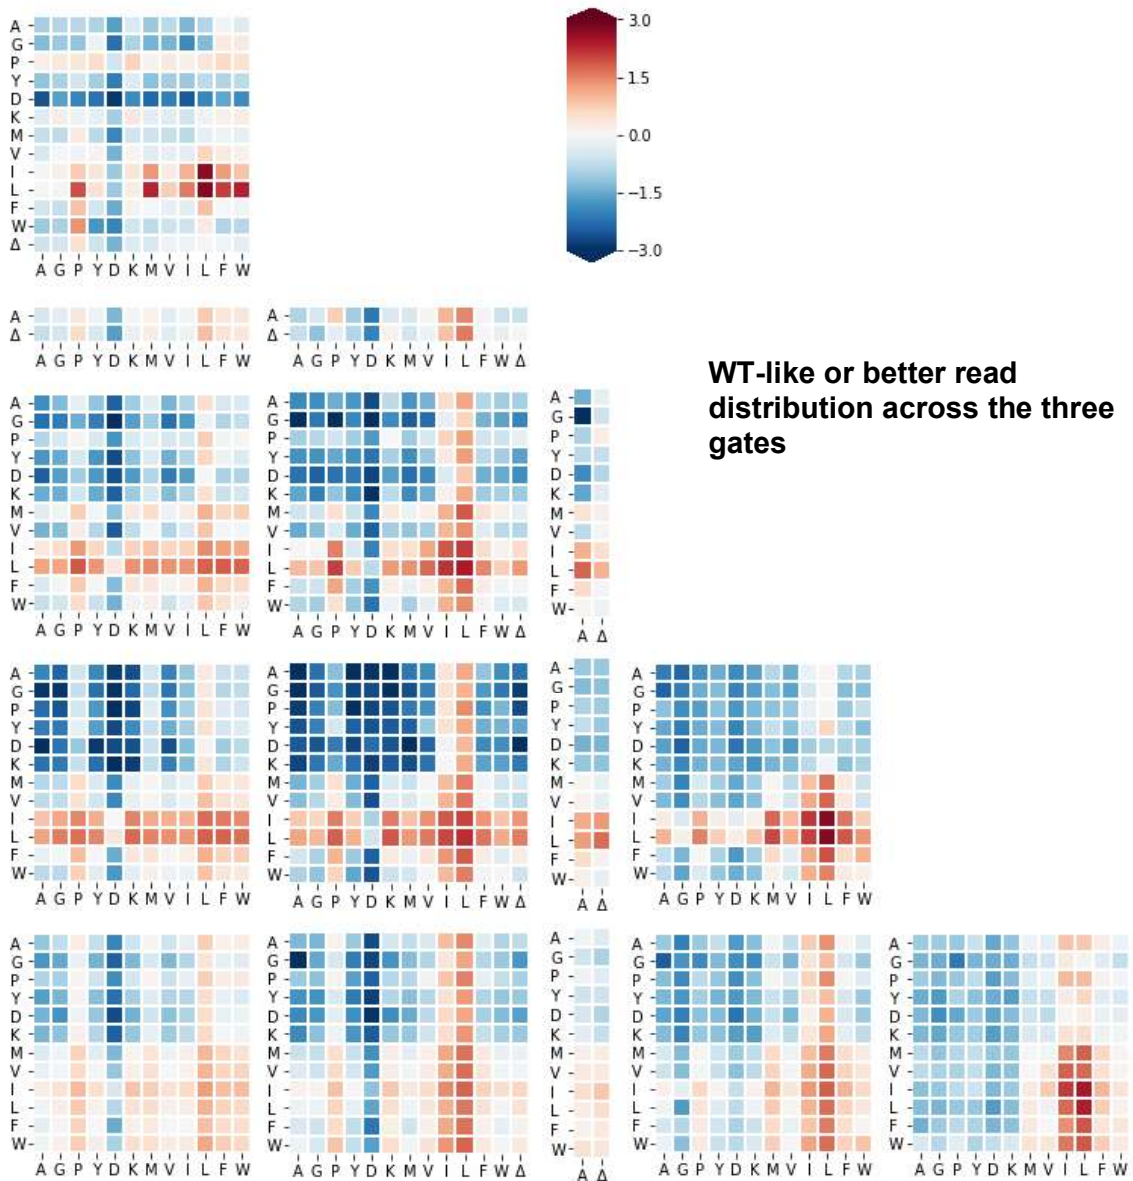 A
G
P
Y
D
K
M
V
I
L
F
W
Δ
A G P Y D K M V I L F W
3.0
1.5
0.0
−1.5
−3.0
A
Δ
A G P Y D K M V I L F W
A
Δ
A G P Y D K M V I L F W Δ
WT-like or better read
distribution across the three
gates
A
G
P
Y
D
K
M
V
I
L
F
W
A G P Y D K M V I L F W
A
G
P
Y
D
K
M
V
I
L
F
W
A G P Y D K M V I L F W Δ
A
G
P
Y
D
K
M
V
I
L
F
W
A Δ
A
G
P
Y
D
K
M
V
I
L
F
W
A G P Y D K M V I L F W
A
G
P
Y
D
K
M
V
I
L
F
W
A G P Y D K M V I L F W Δ
A
G
P
Y
D
K
M
V
I
L
F
W
A Δ
A
G
P
Y
D
K
M
V
I
L
F
W
A G P Y D K M V I L F W
A
G
P
Y
D
K
M
V
I
L
F
W
A G P Y D K M V I L F W
A
G
P
Y
D
K
M
V
I
L
F
W
A G P Y D K M V I L F W Δ
A
G
P
Y
D
K
M
V
I
L
F
W
A Δ
A
G
P
Y
D
K
M
V
I
L
F
W
A G P Y D K M V I L F W
A
G
P
Y
D
K
M
V
I
L
F
W
A G P Y D K M V I L F W